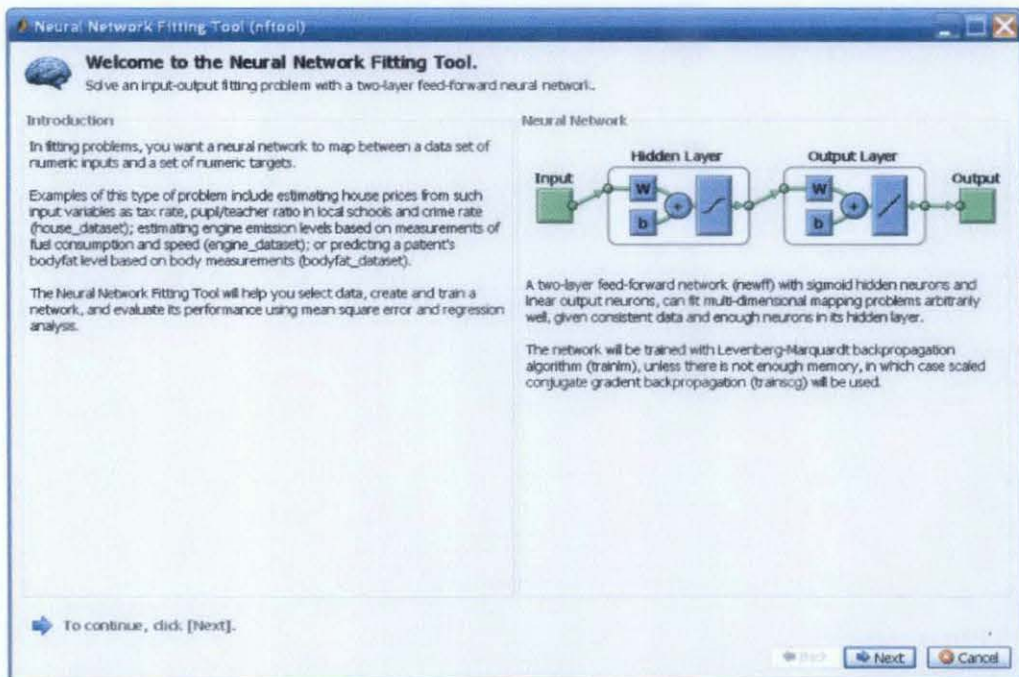 Neural Network Fitting Tool (nftool)
Welcome to the Neural Network Fitting Tool.
Solve an input-output fitting problem with a two-layer feed-forward neural network.
Introduction
In fitting problems, you want a neural network to map between a data set of
numeric inputs and a set of numeric targets.
Examples of this type of problem include estimating house prices from such
input variables as tax rate, pupil/teacher ratio in local schools and crime rate
(house_dataset); estimating engine emission levels based on measurements of
fuel consumption and speed (engine_dataset); or predicting a patient's
bodyfat level based on body measurements (bodyfat_dataset).
The Neural Network Fitting Tool will help you select data, create and train a
network, and evaluate its performance using mean square error and regression
analysis.
Neural Network
Hidden Layer
Output Layer
Input
Output
W
b
+
W
b
+
A two-layer feed-forward network (newff) with sigmoid hidden neurons and
linear output neurons, can fit multi-dimensional mapping problems arbitrarily
well, given consistent data and enough neurons in its hidden layer.
The network will be trained with Levenberg-Marquardt backpropagation
algorithm (trainlm), unless there is not enough memory, in which case scaled
conjugate gradient backpropagation (trainscg) will be used.
To continue, click [Next].
Back
Next
Cancel